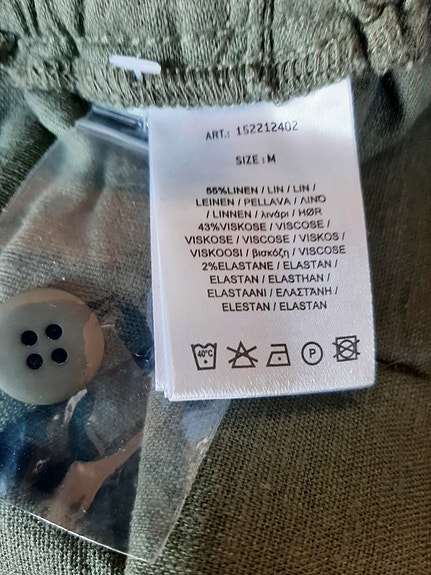 ART.: 152212402
SIZE : M
55%LINEN / LIN / LIN /
LEINEN / PELLAVA / ΛΙΝΟ
/ LINNEN / λινάρι / HØR
43%VISKOSE / VISCOSE /
VISKOSE / VISCOSE / VISKOS /
VISKOOSI / βισκόζη / VISCOSE
2%ELASTANE / ELASTAN /
ELASTAN / ELASTHAN /
ELASTAANI / ΕΛΑΣΤΆΝΗ /
ELESTAN / ELASTAN
40°C P